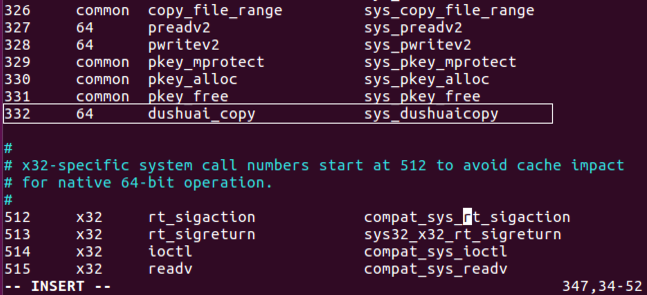 326 common copy_file_range sys_copy_file_range
327 64 preadv2 sys_preadv2
328 64 pwritev2 sys_pwritev2
329 common pkey_mprotect sys_pkey_mprotect
330 common pkey_alloc sys_pkey_alloc
331 common pkey_free sys_pkey_free
332 64 dushuai_copy sys_dushuaicopy
#
# x32-specific system call numbers start at 512 to avoid cache impact
# for native 64-bit operation.
#
512 x32 rt_sigaction compat_sys_rt_sigaction
513 x32 rt_sigreturn sys32_x32_rt_sigreturn
514 x32 ioctl compat_sys_ioctl
515 x32 readv compat_sys_readv
-- INSERT -- 347,34-52